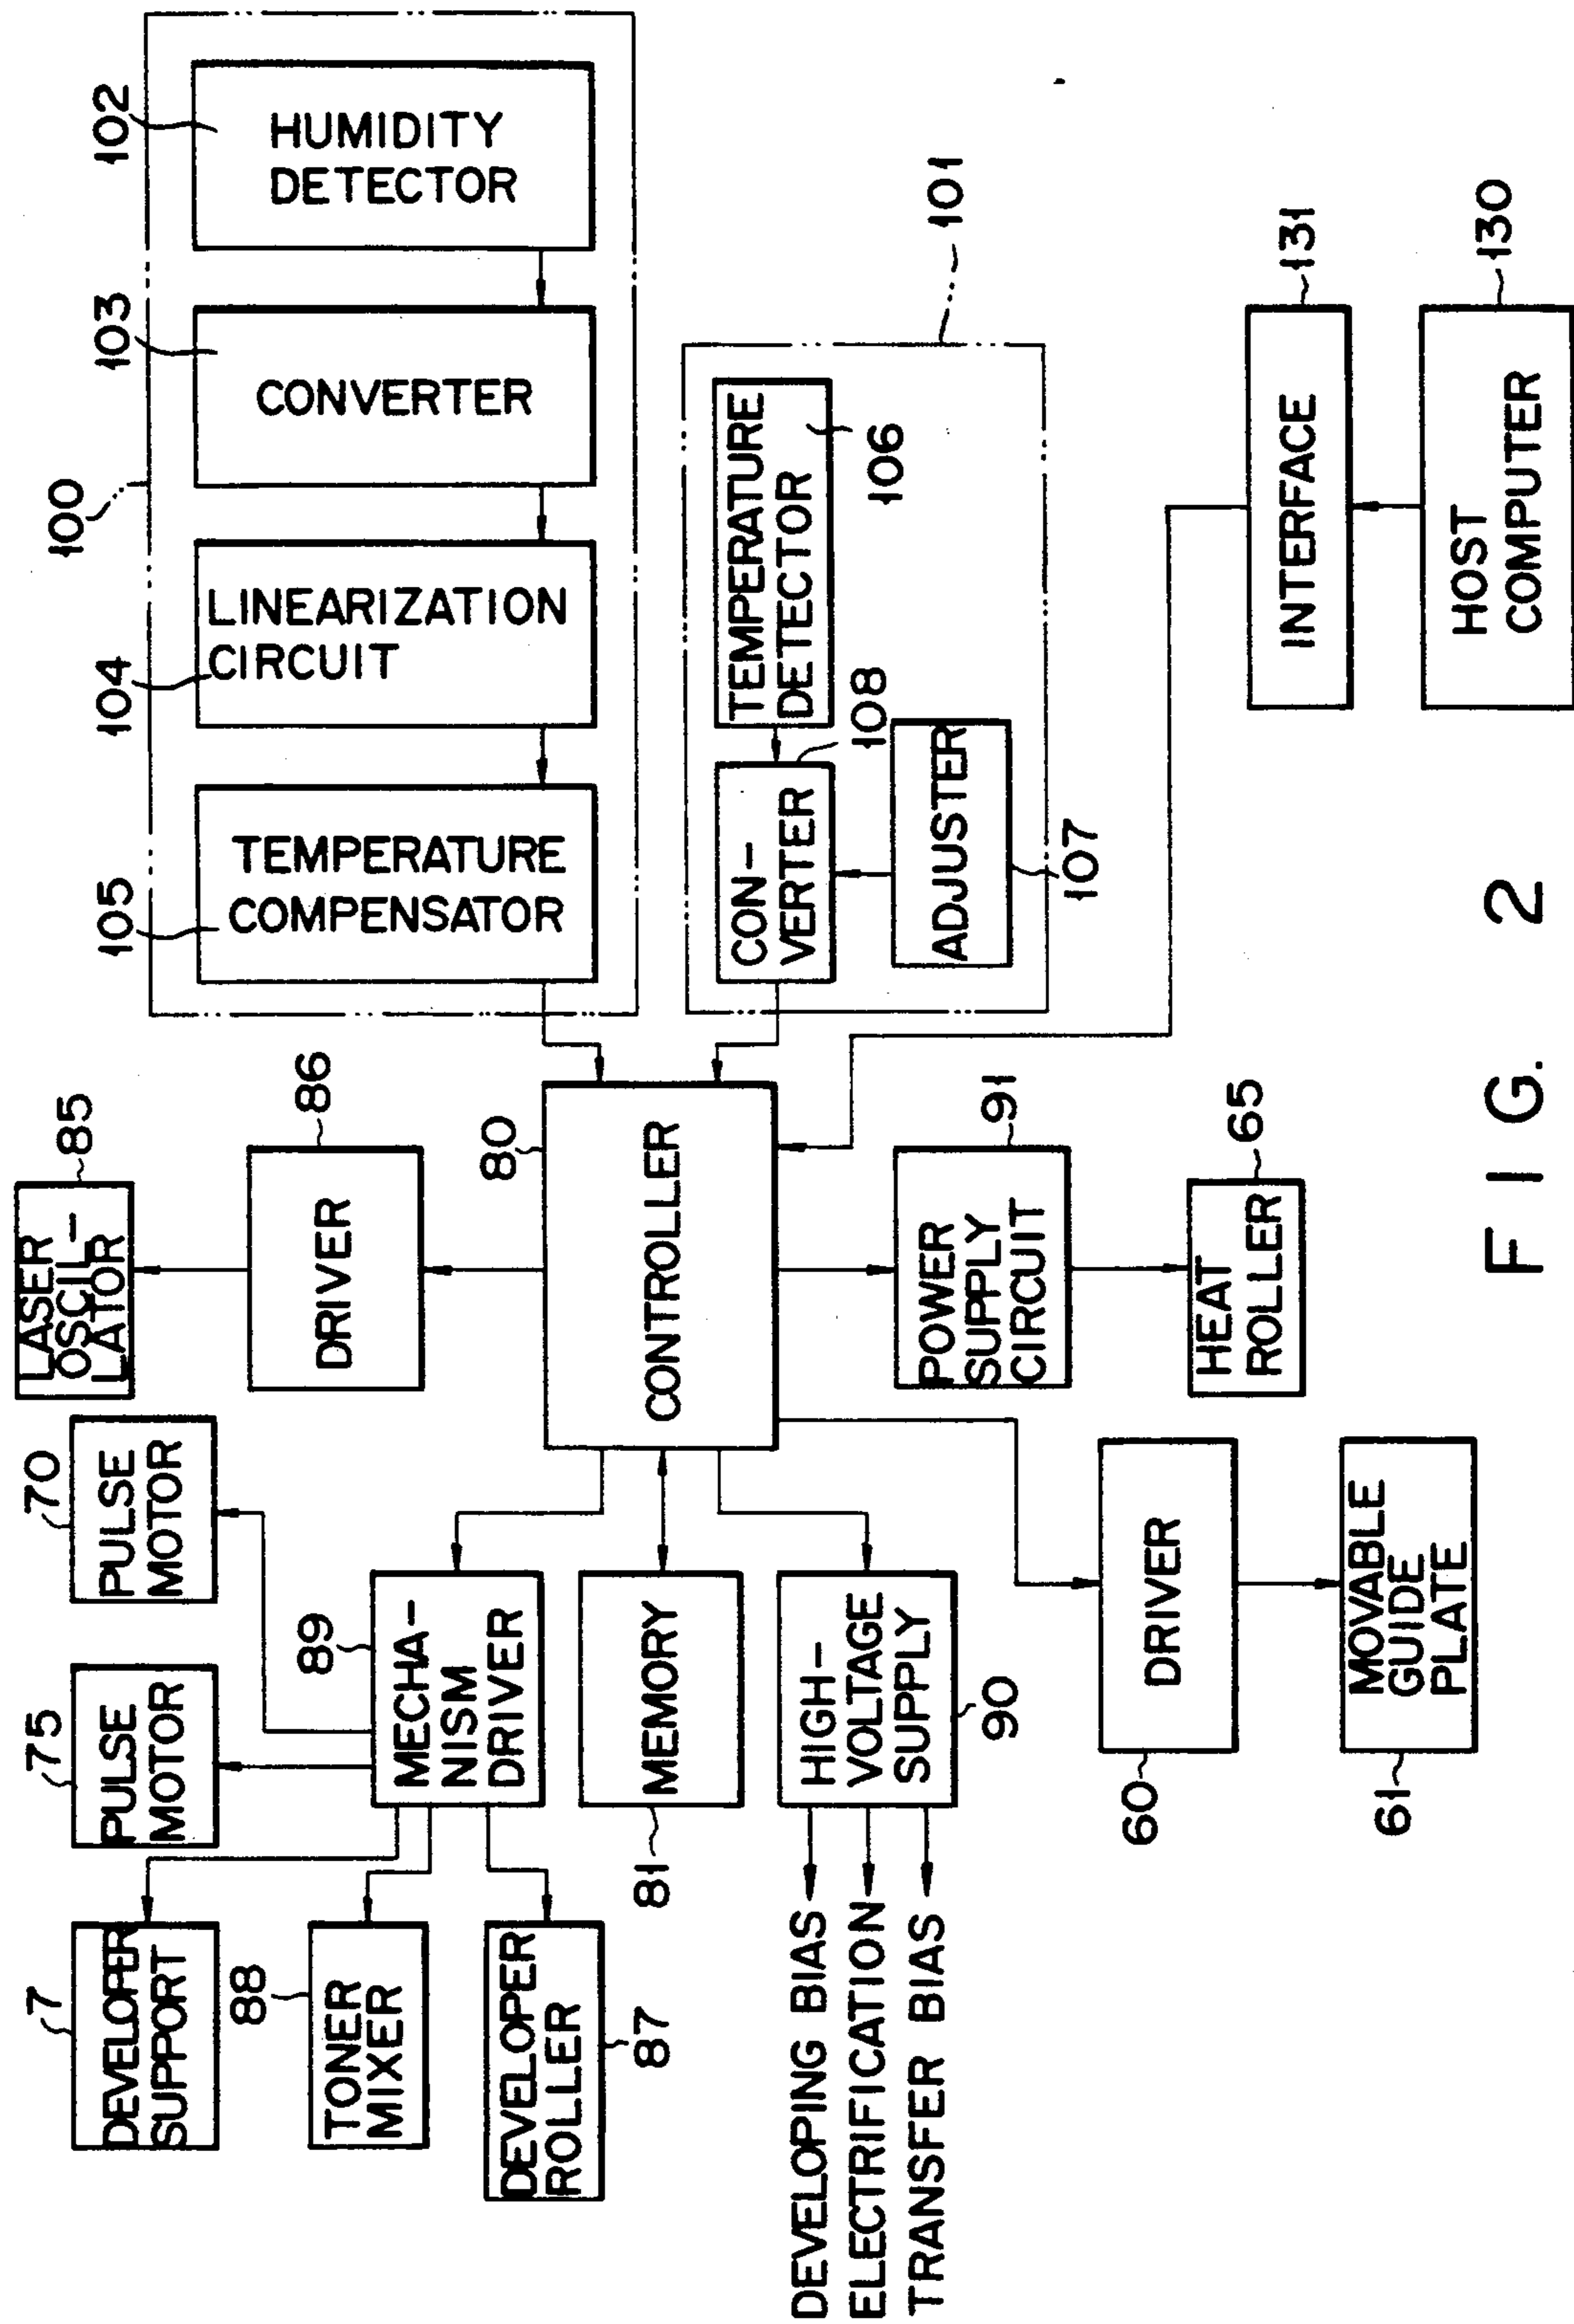 102
HUMIDITY
DETECTOR
103
CONVERTER
100
LINEARIZATION
CIRCUIT
104
TEMPERATURE
COMPENSATOR
105
101
TEMPERATURE
DETECTOR
106
108
CON-
VERTER
ADJUSTER
107
131
INTERFACE
130
HOST
COMPUTER
85
LASER
OSCIL-
LATOR
86
DRIVER
80
CONTROLLER
91
POWER
SUPPLY
CIRCUIT
65
HEAT
ROLLER
70
PULSE
MOTOR
75
PULSE
MOTOR
89
MECHA-
NISM
DRIVER
MEMORY
81
HIGH-
VOLTAGE
SUPPLY
90
DRIVER
60
MOVABLE
GUIDE
PLATE
61
7
DEVELOPER
SUPPORT
88
TONER
MIXER
DEVELOPER
ROLLER
87
DEVELOPING BIAS
ELECTRIFICATION
TRANSFER BIAS
FIG. 2